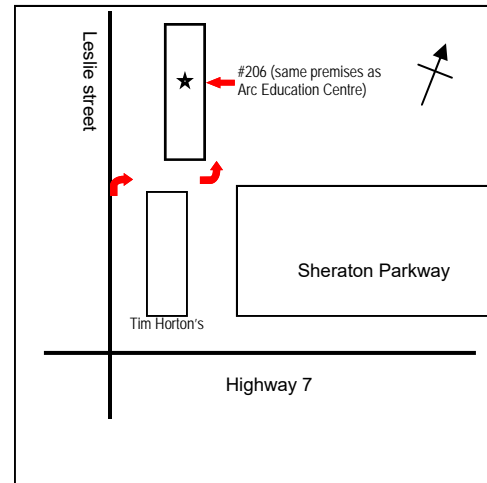 Leslie street
#206 (same premises as
Arc Education Centre)
Sheraton Parkway
Tim Horton's
Highway 7